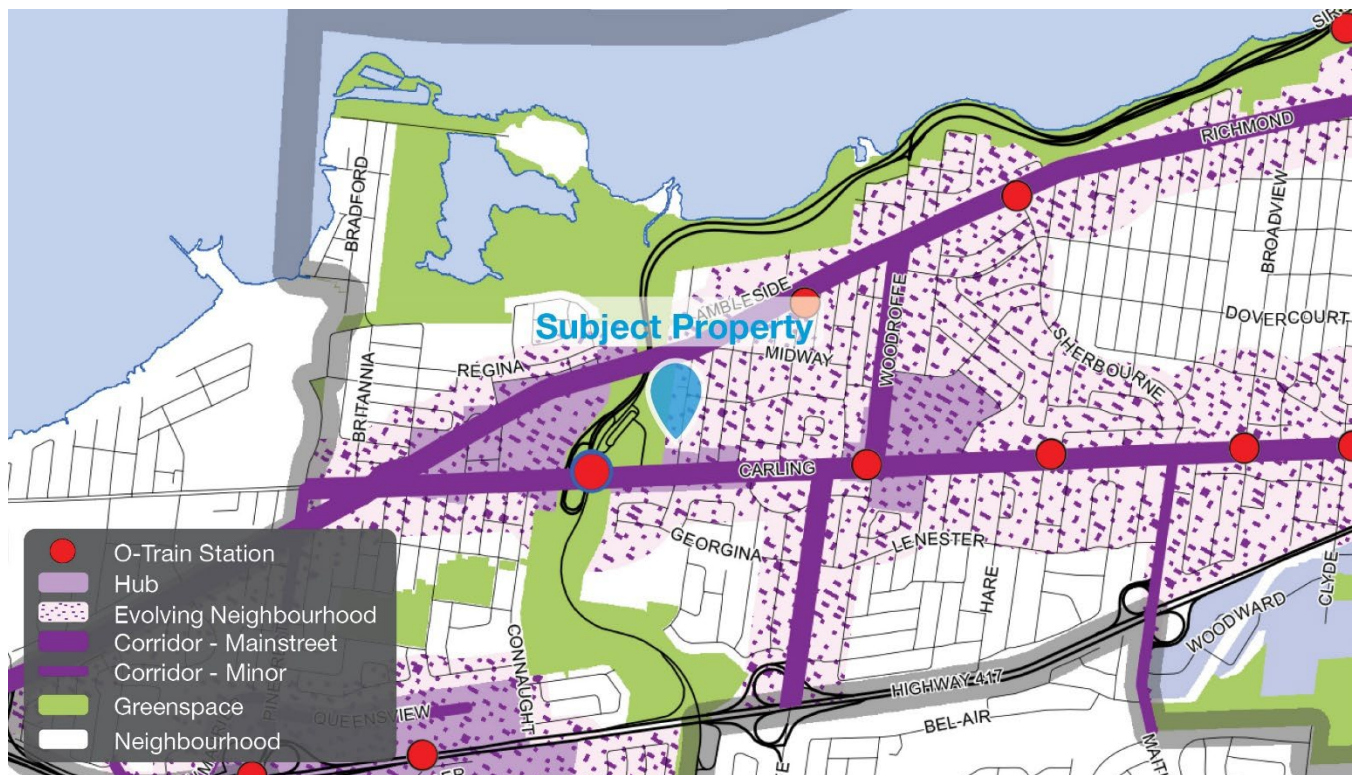 SIR
RICHMOND
BRADFORD
BROADVIEW
WOODROFFE
AMBLESIDE
DOVERCOURT
Subject Property
MIDWAY
SHERBOURNE
REGINA
BRITANNIA
CARLING
GEORGINA
LENESTER
HARE
CLYDE
WOODWARD
CONNAUGHT
HIGHWAY 417
BEL-AIR
QUEENSVIEW
O-Train Station
Hub
Evolving Neighbourhood
Corridor - Mainstreet
Corridor - Minor
Greenspace
Neighbourhood